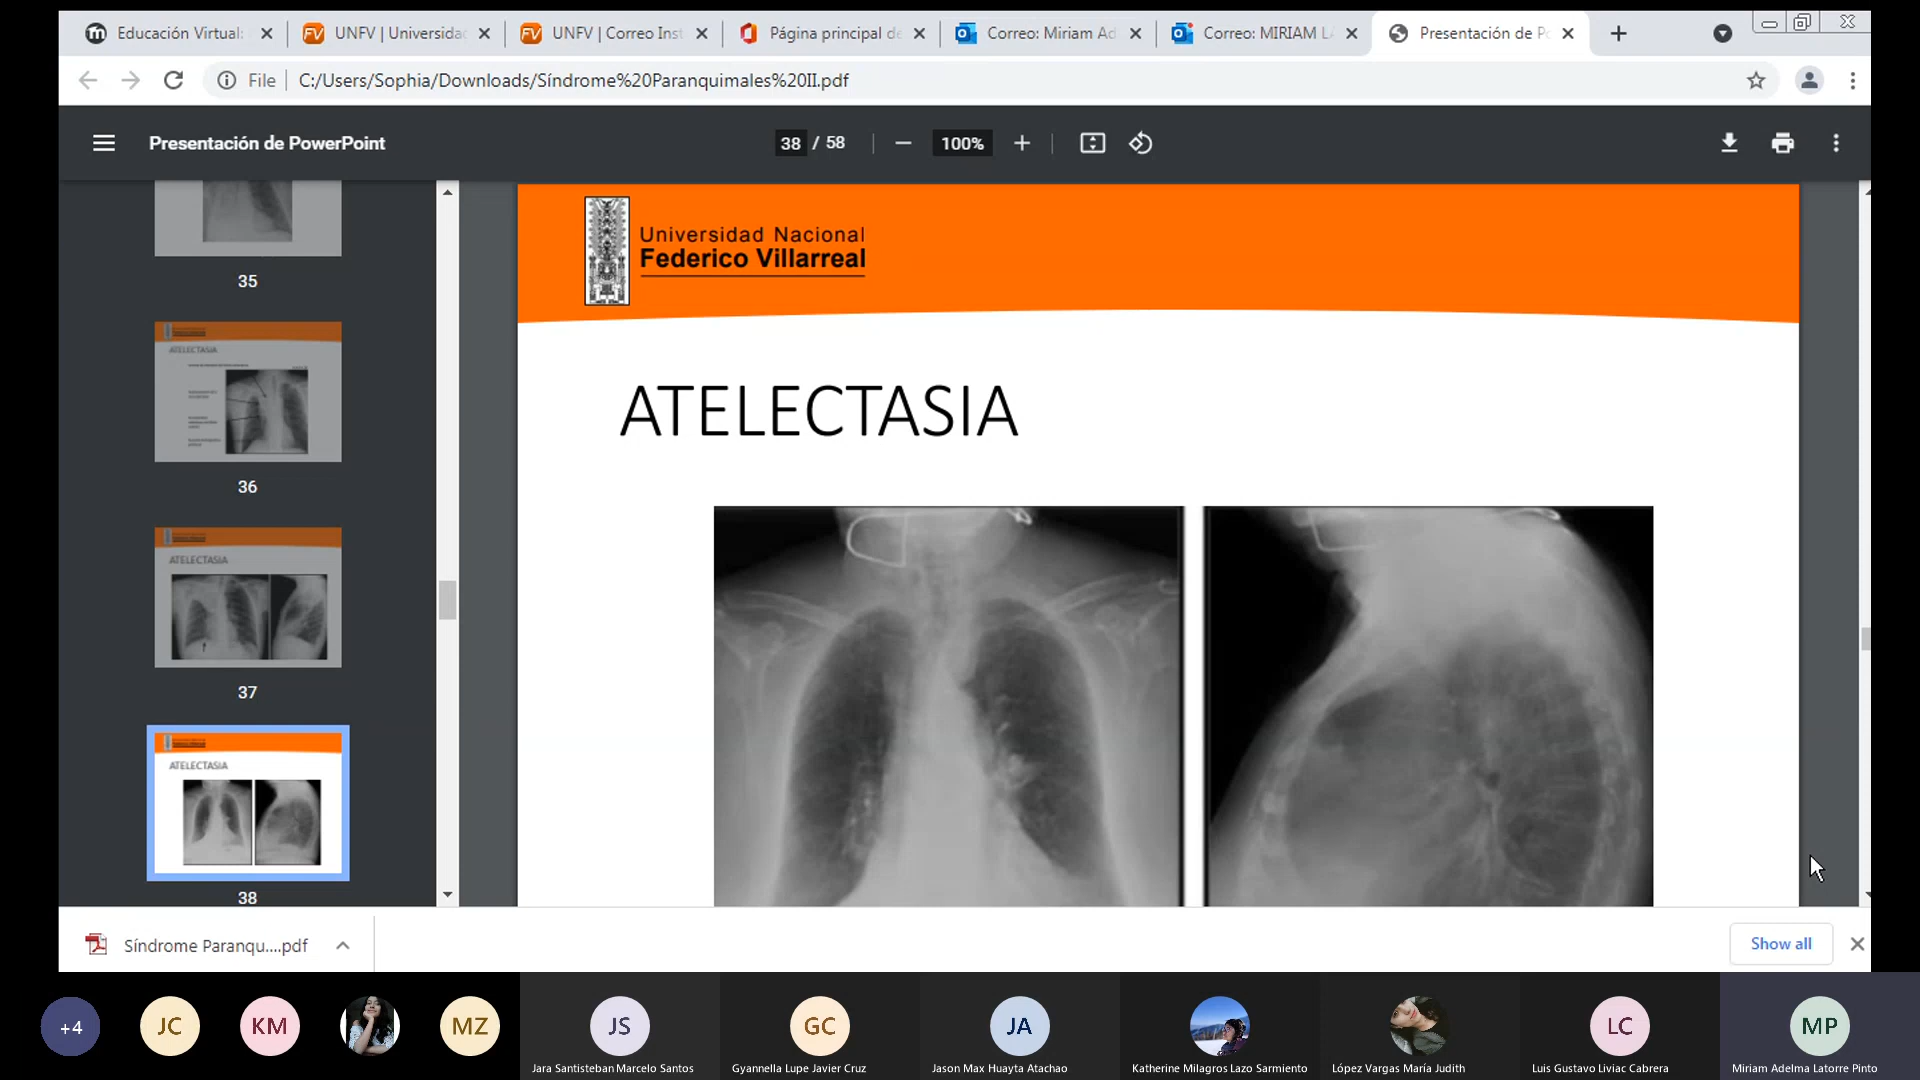 Educación Virtual:
UNFV | Universida
UNFV | Correo Inst
Página principal de
Correo: Miriam Ad
Correo: MIRIAM LA
Presentación de Po
File
C:/Users/Sophia/Downloads/Síndrome%20Paranquimales%20II.pdf
Presentación de PowerPoint
38 / 58
100%
35
ATELECTASIA
36
ATELECTASIA
37
ATELECTASIA
38
Universidad Nacional
Federico Villarreal
ATELECTASIA
Síndrome Paranqu....pdf
Show all
+4
JC
KM
MZ
JS
GC
JA
LC
MP
Jara Santisteban Marcelo Santos
Gyannella Lupe Javier Cruz
Jason Max Huayta Atachao
Katherine Milagros Lazo Sarmiento
López Vargas María Judith
Luis Gustavo Liviac Cabrera
Miriam Adelma Latorre Pinto